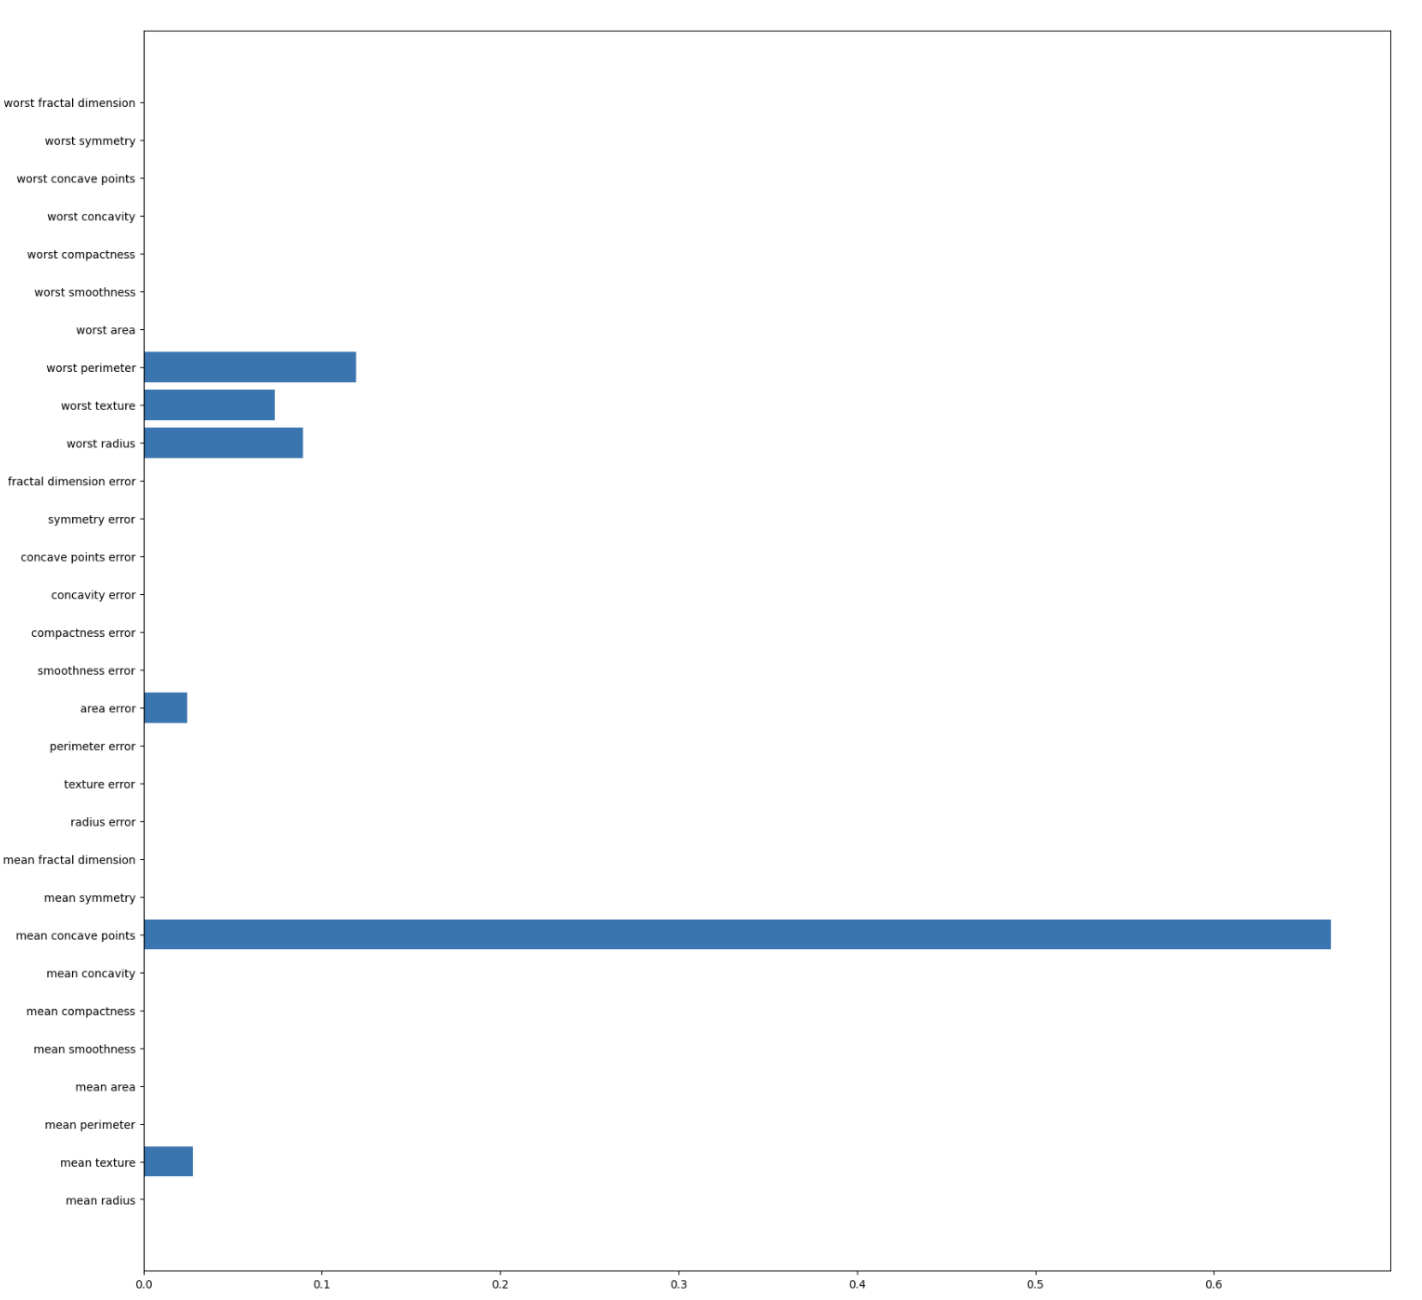 worst fractal dimension
worst symmetry
worst concave points
worst concavity
worst compactness
worst smoothness
worst area
worst perimeter
worst texture
worst radius
fractal dimension error
symmetry error
concave points error
concavity error
compactness error
smoothness error
area error
perimeter error
texture error
radius error
mean fractal dimension
mean symmetry
mean concave points
mean concavity
mean compactness
mean smoothness
mean area
mean perimeter
mean texture
mean radius
0.0 0.1 0.2 0.3 0.4 0.5 0.6